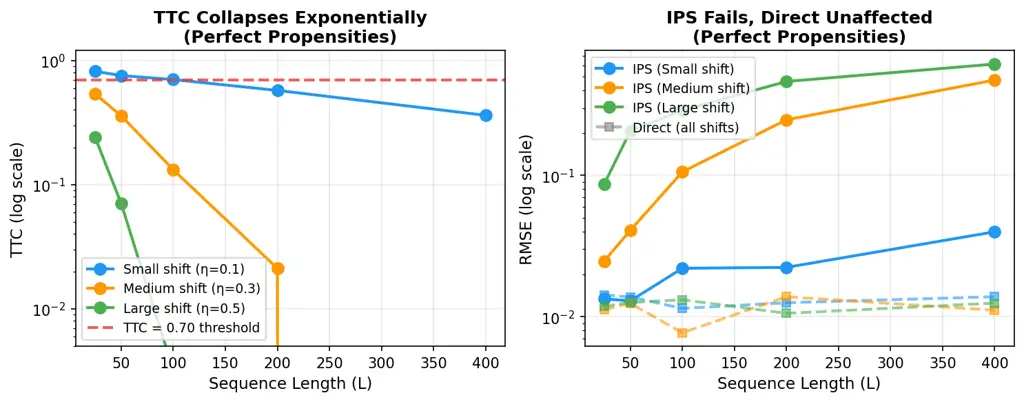 TTC Collapses Exponentially
(Perfect Propensities)
TTC (log scale)
10⁰
10⁻¹
10⁻²
Small shift (η=0.1)
Medium shift (η=0.3)
Large shift (η=0.5)
TTC = 0.70 threshold
50 100 150 200 250 300 350 400
Sequence Length (L)
IPS Fails, Direct Unaffected
(Perfect Propensities)
RMSE (log scale)
10⁻¹
10⁻²
IPS (Small shift)
IPS (Medium shift)
IPS (Large shift)
Direct (all shifts)
50 100 150 200 250 300 350 400
Sequence Length (L)